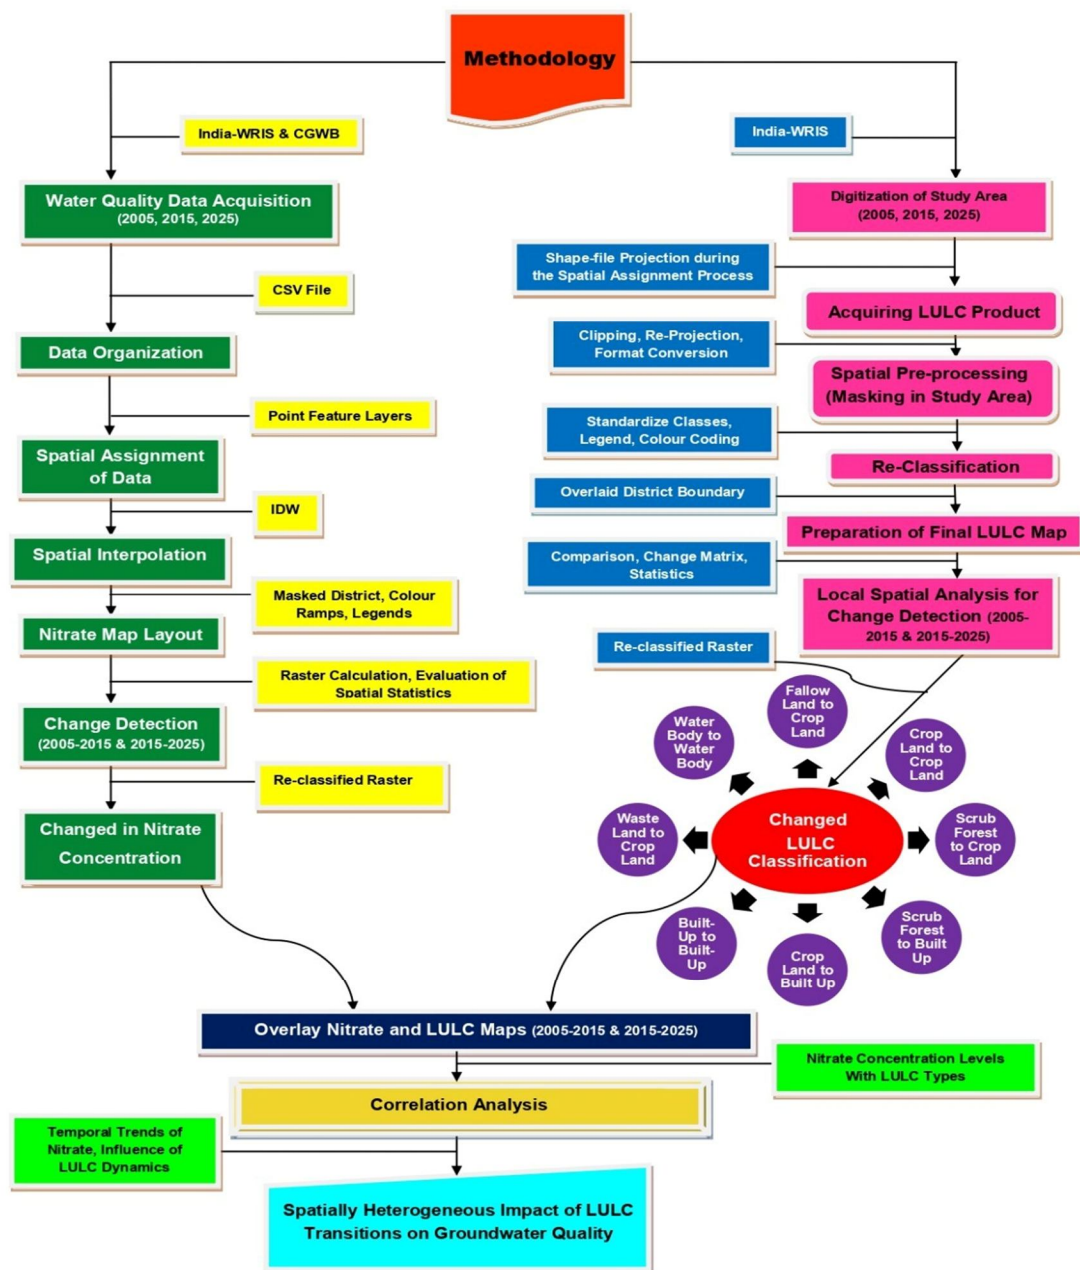 Methodology
India-WRIS & CGWB
Water Quality Data Acquisition
(2005, 2015, 2025)
CSV File
Data Organization
Point Feature Layers
Spatial Assignment
of Data
IDW
Spatial Interpolation
Masked District, Colour
Ramps, Legends
Nitrate Map Layout
Raster Calculation, Evaluation of
Spatial Statistics
Change Detection
(2005-2015 & 2015-2025)
Re-classified Raster
Changed in Nitrate
Concentration
India-WRIS
Digitization of Study Area
(2005, 2015, 2025)
Shape-file Projection during
the Spatial Assignment Process
Acquiring LULC Product
Clipping, Re-Projection,
Format Conversion
Spatial Pre-processing
(Masking in Study Area)
Standardize Classes,
Legend, Colour Coding
Re-Classification
Overlaid District Boundary
Preparation of Final LULC Map
Comparison, Change Matrix,
Statistics
Local Spatial Analysis for
Change Detection (2005-
2015 & 2015-2025)
Re-classified Raster
Fallow
Land to
Crop
Land
Water
Body to
Water
Body
Crop
Land to
Crop
Land
Waste
Land to
Crop
Land
Changed
LULC
Classification
Scrub
Forest
to Crop
Land
Built-
Up to
Built-
Up
Crop
Land to
Built Up
Scrub
Forest
to Built
Up
Overlay Nitrate and LULC Maps (2005-2015 & 2015-2025)
Nitrate Concentration Levels
With LULC Types
Correlation Analysis
Temporal Trends of
Nitrate, Influence of
LULC Dynamics
Spatially Heterogeneous Impact of LULC
Transitions on Groundwater Quality